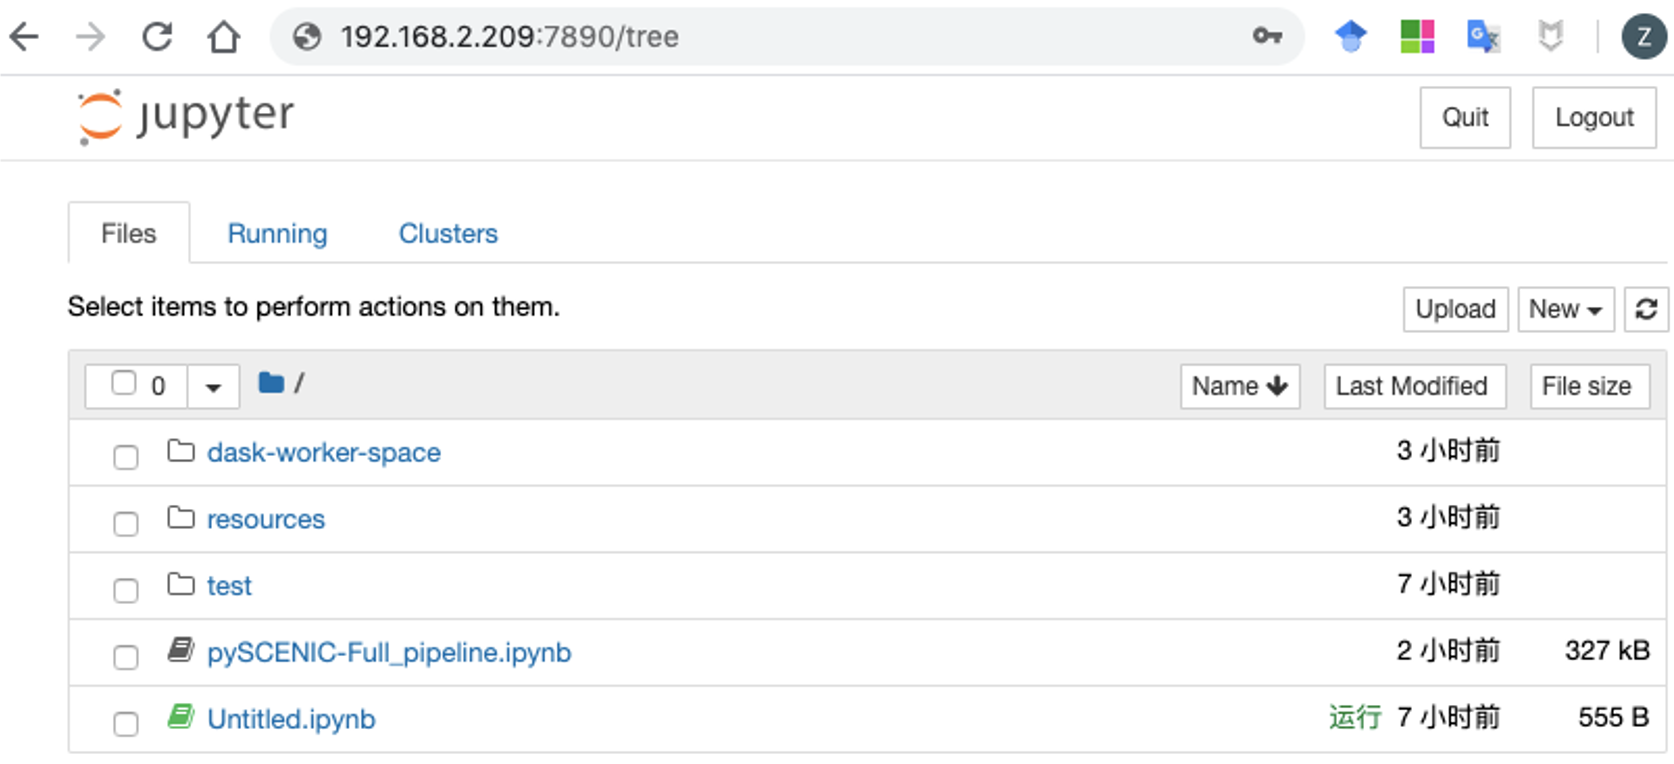 192.168.2.209:7890/tree
Z
jupyter
Quit Logout
Files Running Clusters
Select items to perform actions on them.
Upload New
0 / Name Last Modified File size
dask-worker-space 3 小时前
resources 3 小时前
test 7 小时前
pySCENIC-Full_pipeline.ipynb 2 小时前 327 kB
Untitled.ipynb 运行 7 小时前 555 B